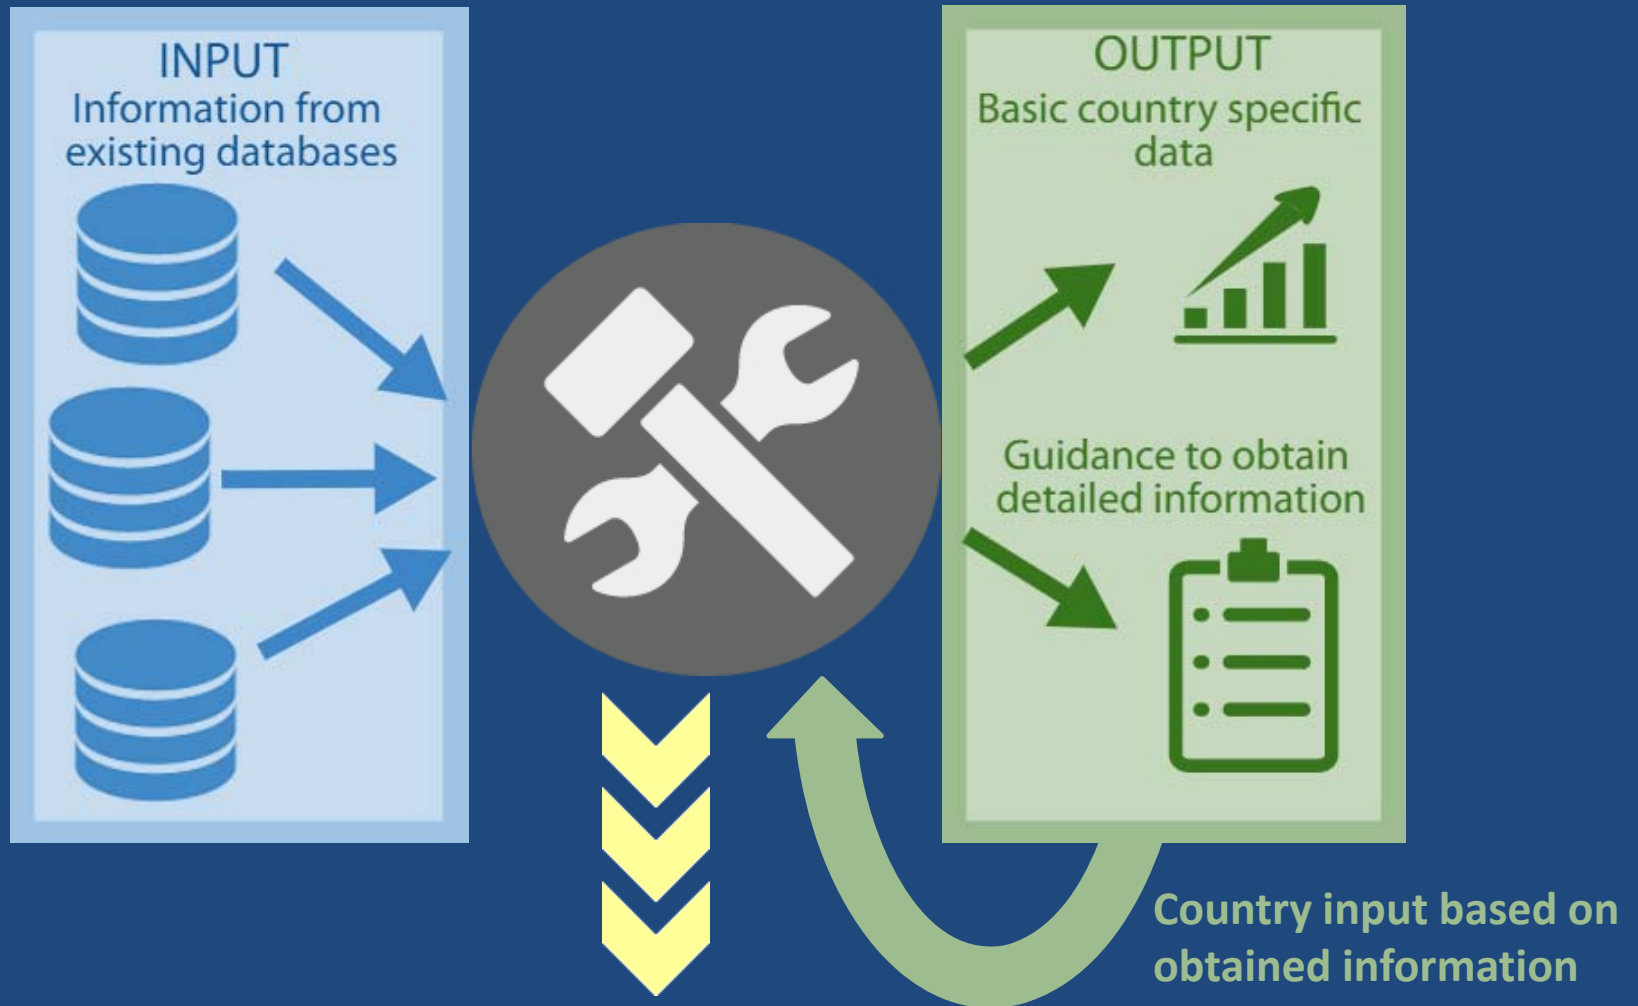 INPUT
Information from
existing databases
OUTPUT
Basic country specific
data
Guidance to obtain
detailed information
Country input based on
obtained information